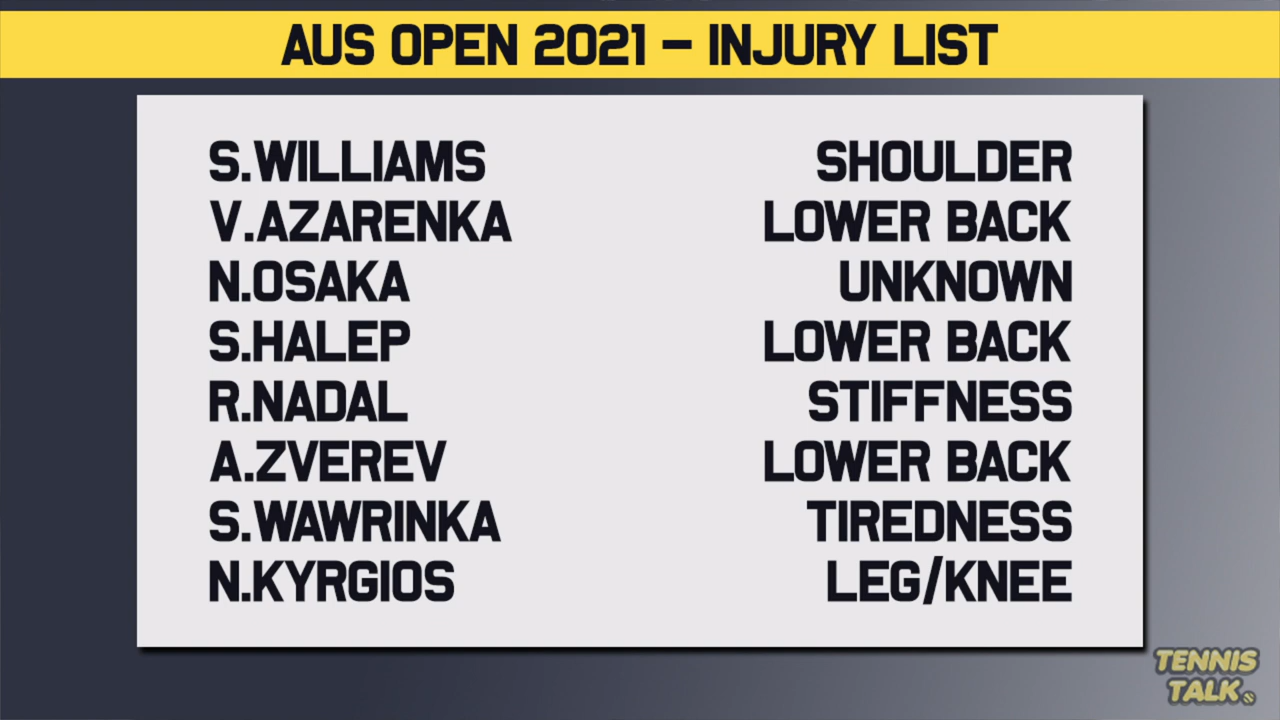 AUS OPEN 2021 – INJURY LIST
S.WILLIAMS SHOULDER
V.AZARENKA LOWER BACK
N.OSAKA UNKNOWN
S.HALEP LOWER BACK
R.NADAL STIFFNESS
A.ZVEREV LOWER BACK
S.WAWRINKA TIREDNESS
N.KYRGIOS LEG/KNEE
TENNIS
TALK